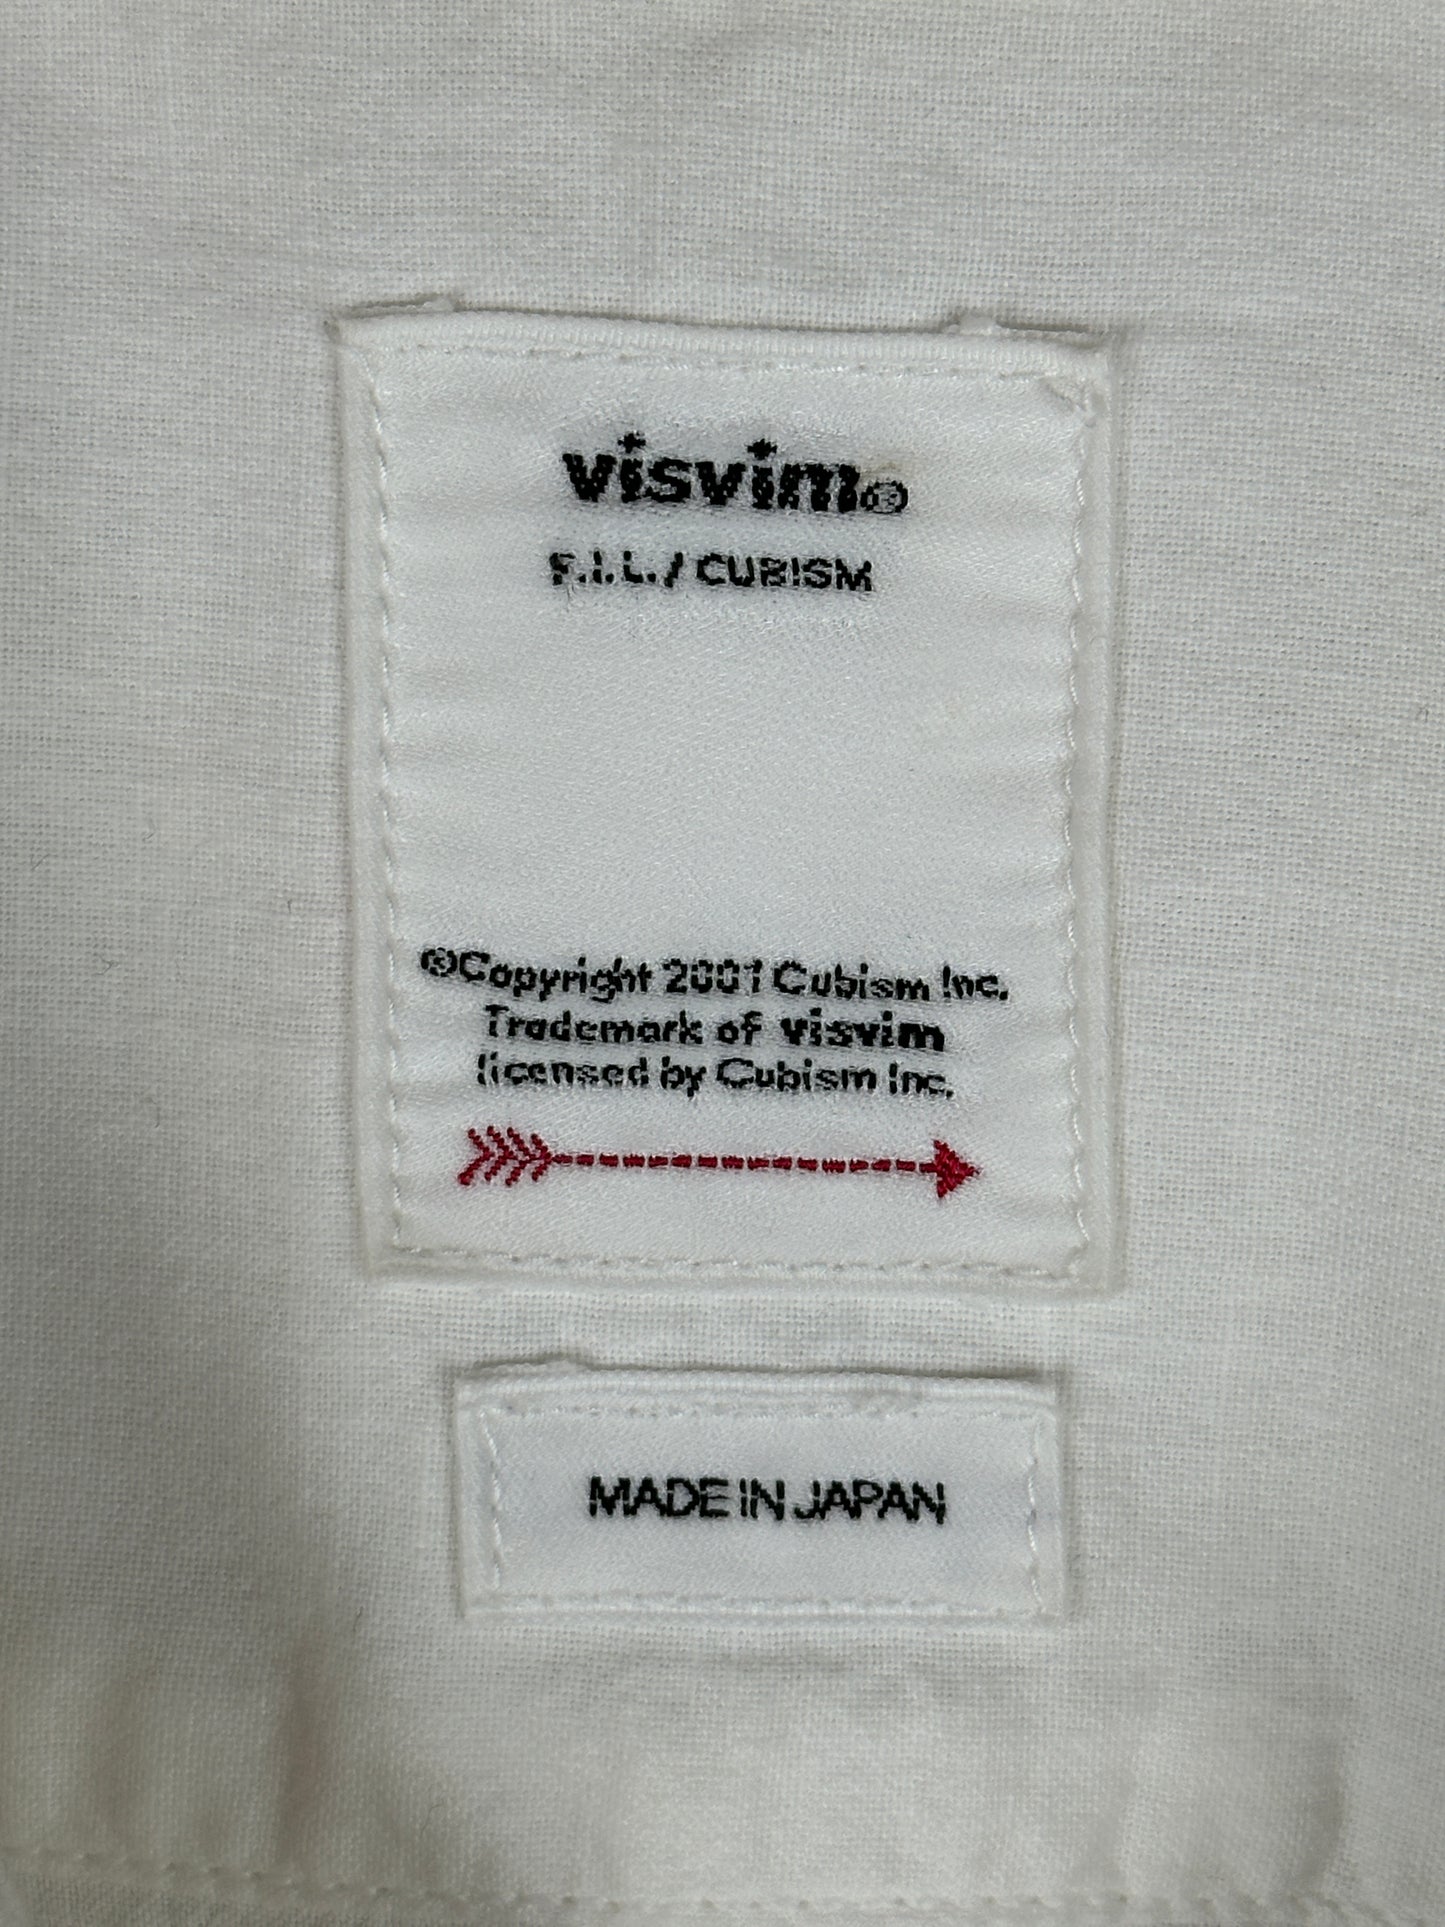 visvim®
F.I.L./ CUBISM
©Copyright 2001 Cubism Inc.
Trademark of visvim
licensed by Cubism Inc.
MADE IN JAPAN